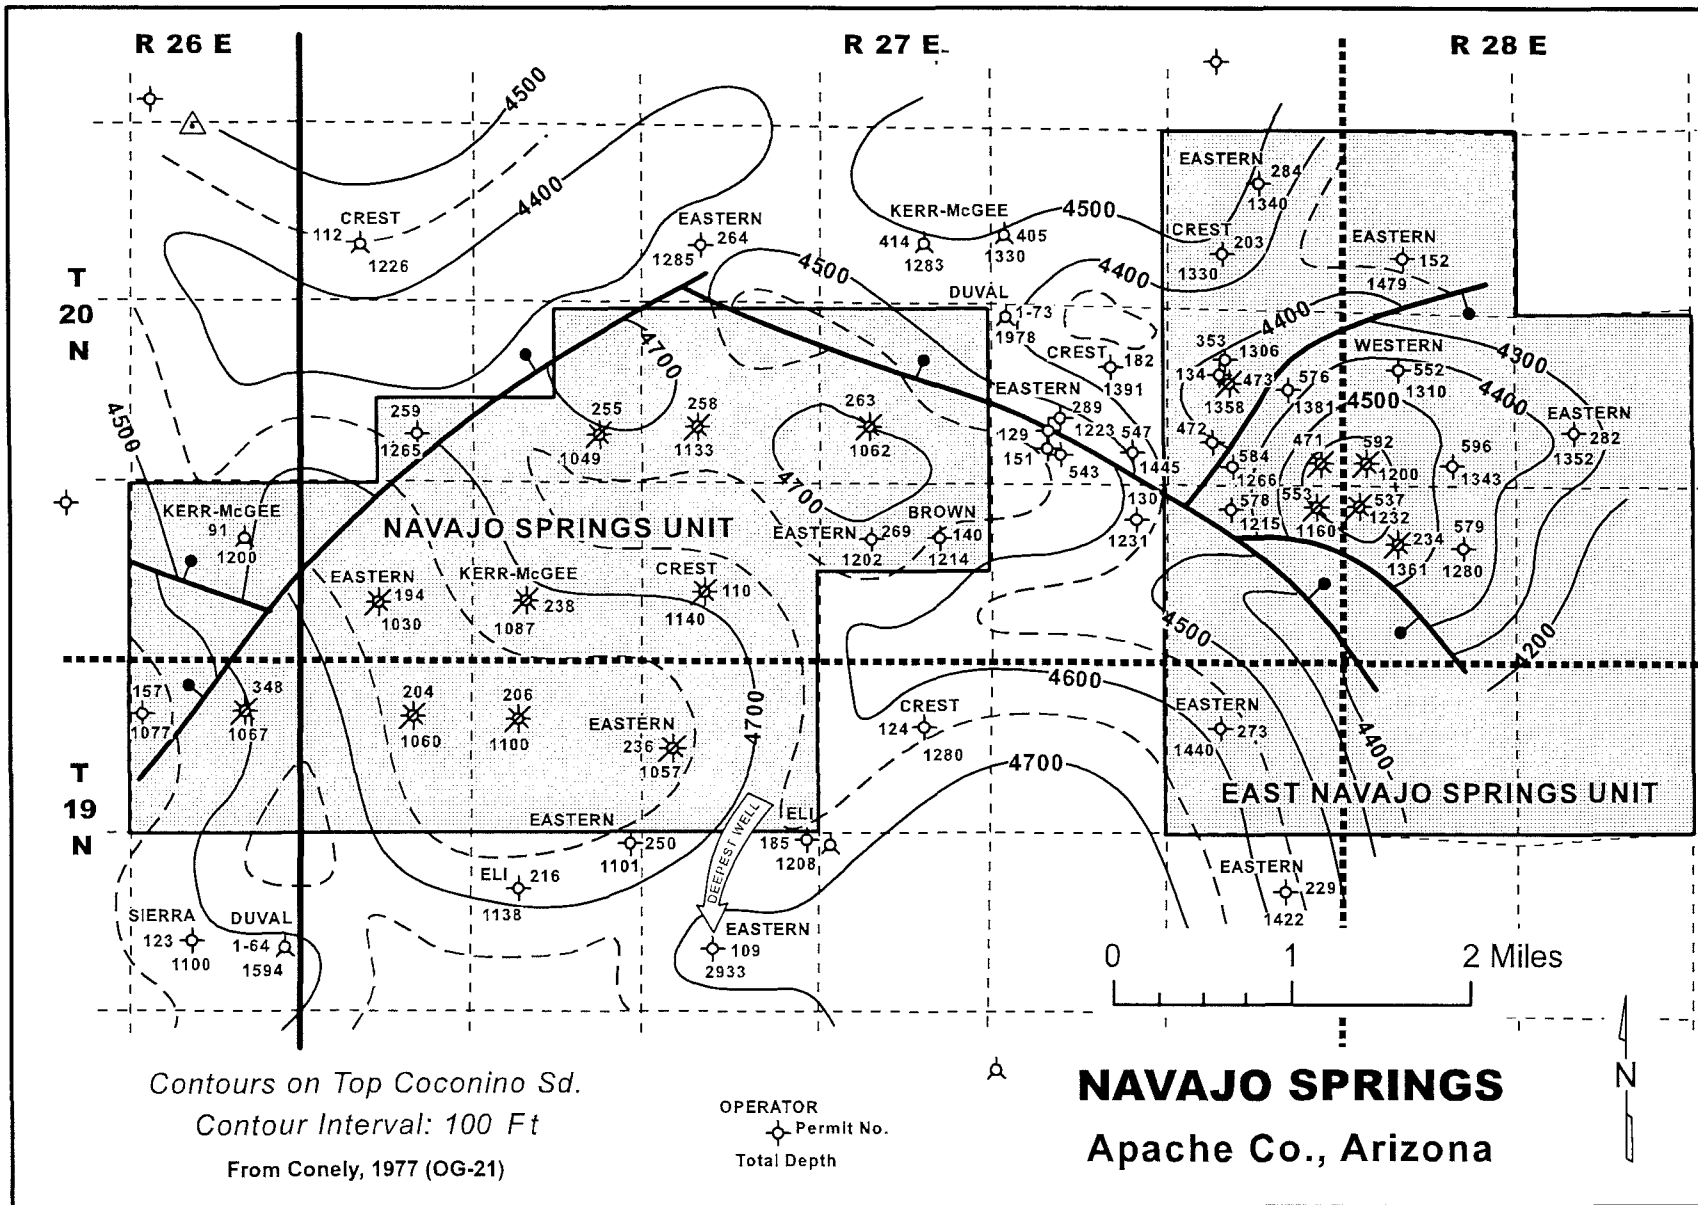 R 26 E
R 27 E
R 28 E
4500
4400
CREST
112
1226
EASTERN
264
1285
4500
KERR-McGEE
414
405
1283
1330
4500
4400
EASTERN
284
1340
CREST
203
1330
EASTERN
152
1479
T
20
N
DUVAL
1-73
1978
CREST
182
1391
4700
4400
353
1306
134
473
1358
WESTERN
552
1310
4300
576
1381
4500
4400
EASTERN
282
1352
4500
259
1265
255
1049
258
1133
263
1062
4700
EASTERN
289
1223
129
151
543
547
1445
472
584
1266
471
592
1200
596
1343
KERR-McGEE
91
1200
NAVAJO SPRINGS UNIT
EASTERN
269
1202
BROWN
140
1214
130
1231
578
1215
553
1160
537
1232
234
1361
579
1280
EASTERN
194
1030
KERR-McGEE
238
1087
CREST
110
1140
4500
4200
157
1077
348
1067
204
1060
206
1100
EASTERN
236
1057
4700
CREST
124
1280
4600
4700
EASTERN
273
1440
4400
T
19
N
EAST NAVAJO SPRINGS UNIT
EASTERN
250
1101
DEEPEST WELL
ELI
185
1208
ELI
216
1138
EASTERN
229
1422
SIERRA
123
1100
DUVAL
1-64
1594
EASTERN
109
2933
0 1 2 Miles
Contours on Top Coconino Sd.
Contour Interval: 100 Ft
From Conely, 1977 (OG-21)
OPERATOR
Permit No.
Total Depth
NAVAJO SPRINGS
Apache Co., Arizona
N